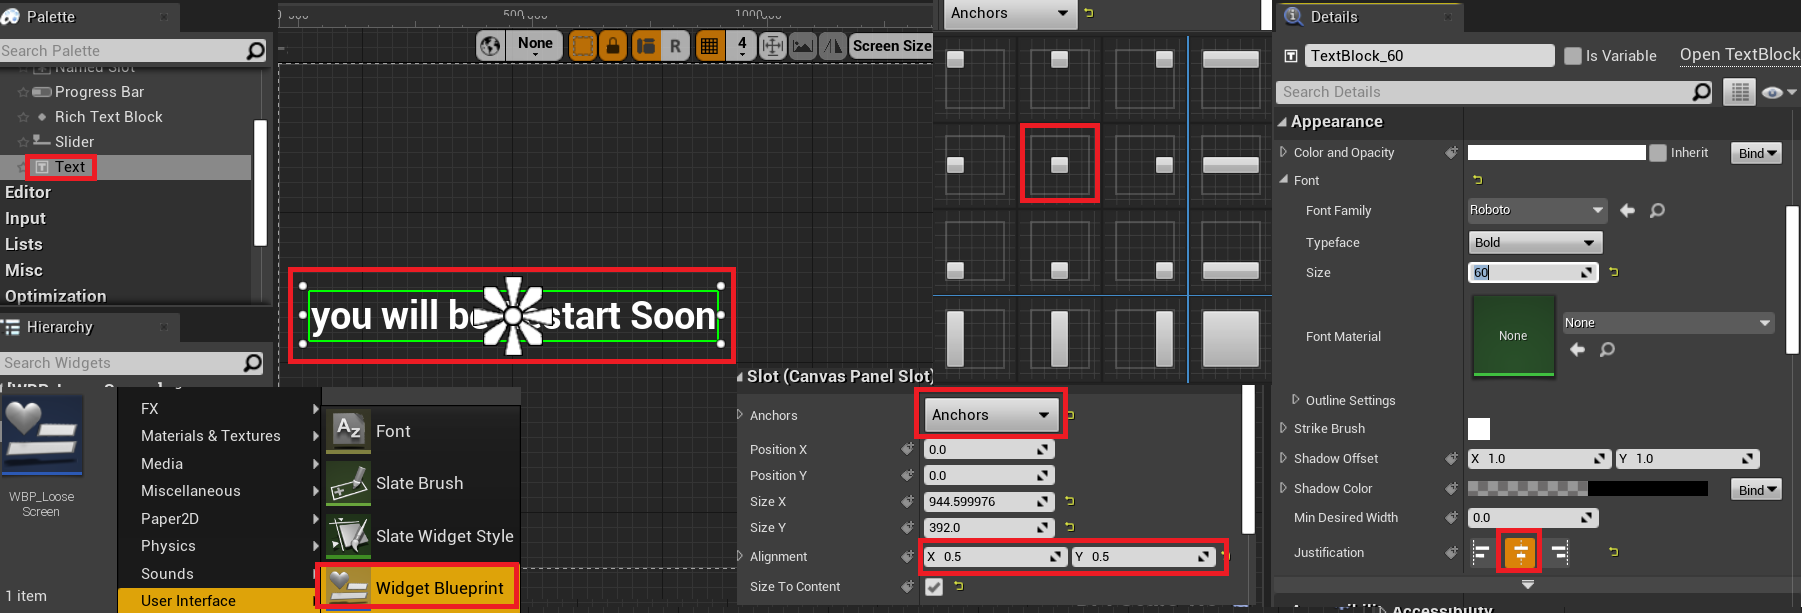 Palette
Search Palette
Named Slot
Progress Bar
Rich Text Block
Slider
Text
Editor
Input
Lists
Misc
Optimization
Hierarchy
Search Widgets
WBP_Loose
Screen
1 item
FX
Materials & Textures
Media
Miscellaneous
Paper2D
Physics
Sounds
User Interface
Font
Slate Brush
Slate Widget Style
Widget Blueprint
500
1000
None
R
4
Screen Size
you will be restart Soon
Anchors
Slot (Canvas Panel Slot)
Anchors
Anchors
Position X
0.0
Position Y
0.0
Size X
944.599976
Size Y
392.0
Alignment
X 0.5
Y 0.5
Size To Content
Details
TextBlock_60
Is Variable
Open TextBlock
Search Details
Appearance
Color and Opacity
Inherit
Bind
Font
Font Family
Roboto
Typeface
Bold
Size
60
Font Material
None
None
Outline Settings
Strike Brush
Shadow Offset
X 1.0
Y 1.0
Shadow Color
Bind
Min Desired Width
0.0
Justification
Accessibility